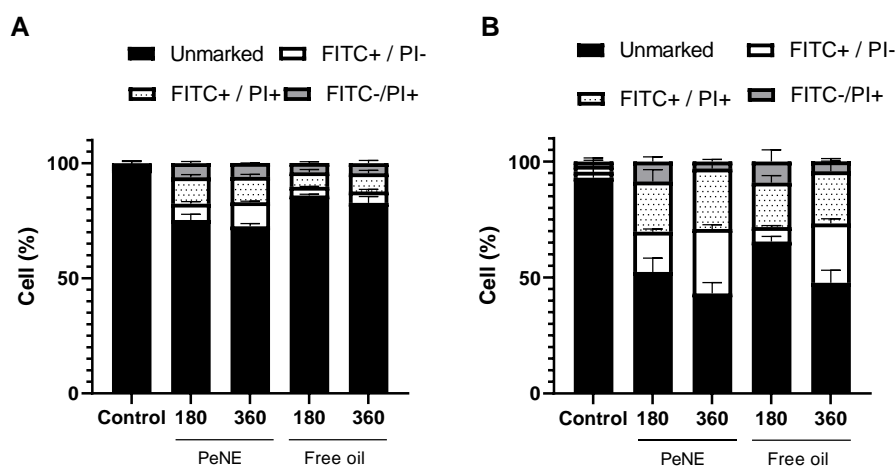 A
Unmarked FITC+ / PI-
FITC+ / PI+ FITC-/PI+
100
50
0
Cell (%)
Control 180 360 180 360
PeNE Free oil
B
Unmarked FITC+ / PI-
FITC+ / PI+ FITC-/PI+
100
50
0
Cell (%)
Control 180 360 180 360
PeNE Free oil